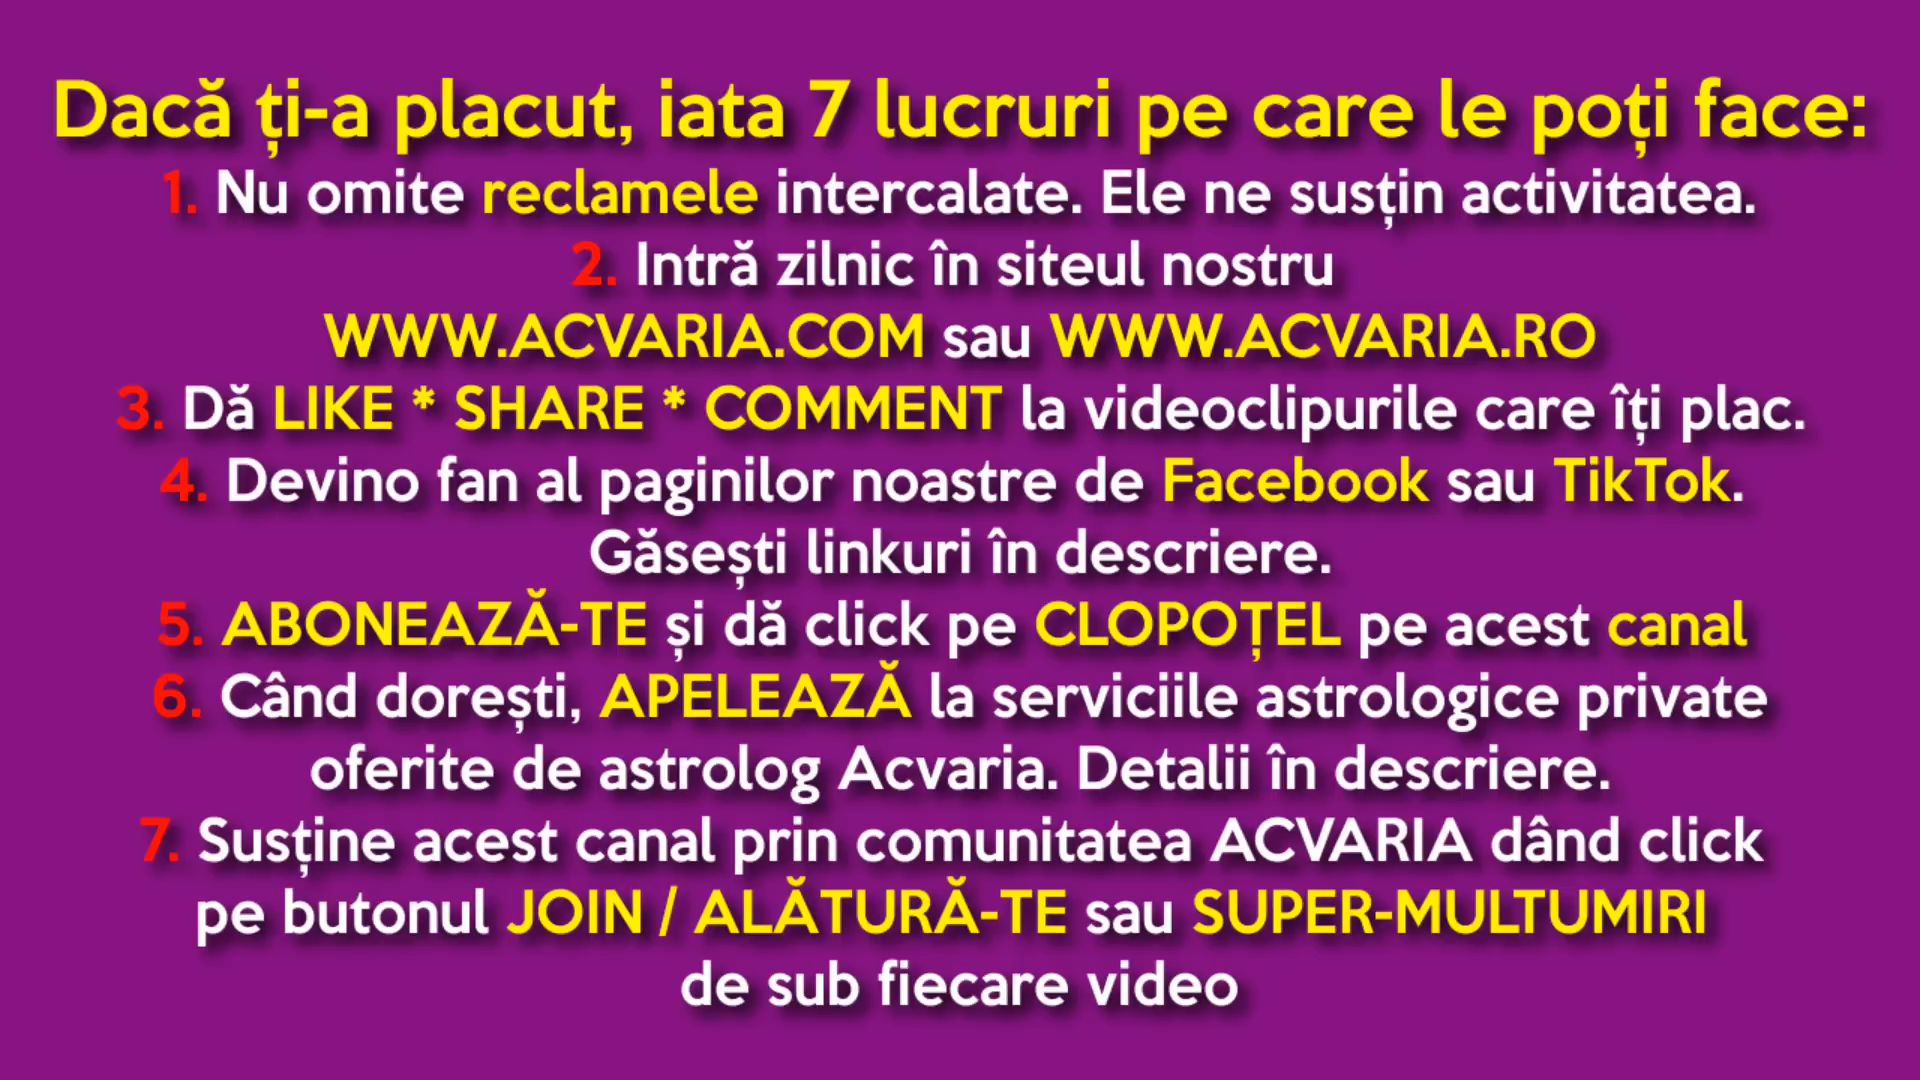 Dacă ți-a placut, iata 7 lucruri pe care le poți face:
1. Nu omite reclamele intercalate. Ele ne susțin activitatea.
2. Intră zilnic în siteul nostru
WWW.ACVARIA.COM sau WWW.ACVARIA.RO
3. Dă LIKE * SHARE * COMMENT la videoclipurile care îți plac.
4. Devino fan al paginilor noastre de Facebook sau TikTok.
Găsești linkuri în descriere.
5. ABONEAZĂ-TE și dă click pe CLOPOȚEL pe acest canal
6. Când dorești, APELEAZĂ la serviciile astrologice private
oferite de astrolog Acvaria. Detalii în descriere.
7. Susține acest canal prin comunitatea ACVARIA dând click
pe butonul JOIN / ALĂTURĂ-TE sau SUPER-MULTUMIRI
de sub fiecare video